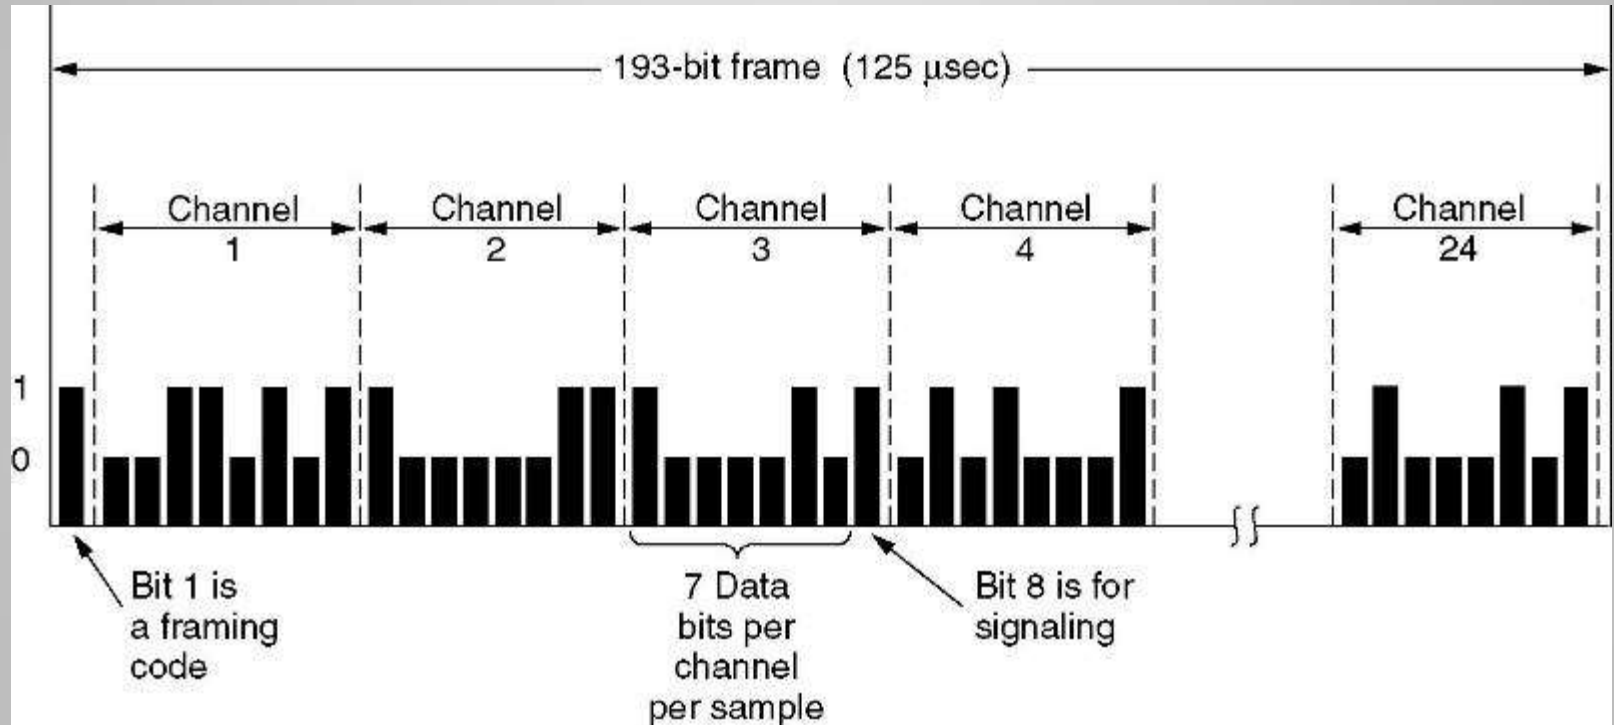 193-bit frame (125 μsec)
Channel
1
Channel
2
Channel
3
Channel
4
Channel
24
1
0
Bit 1 is
a framing
code
7 Data
bits per
channel
per sample
Bit 8 is for
signaling